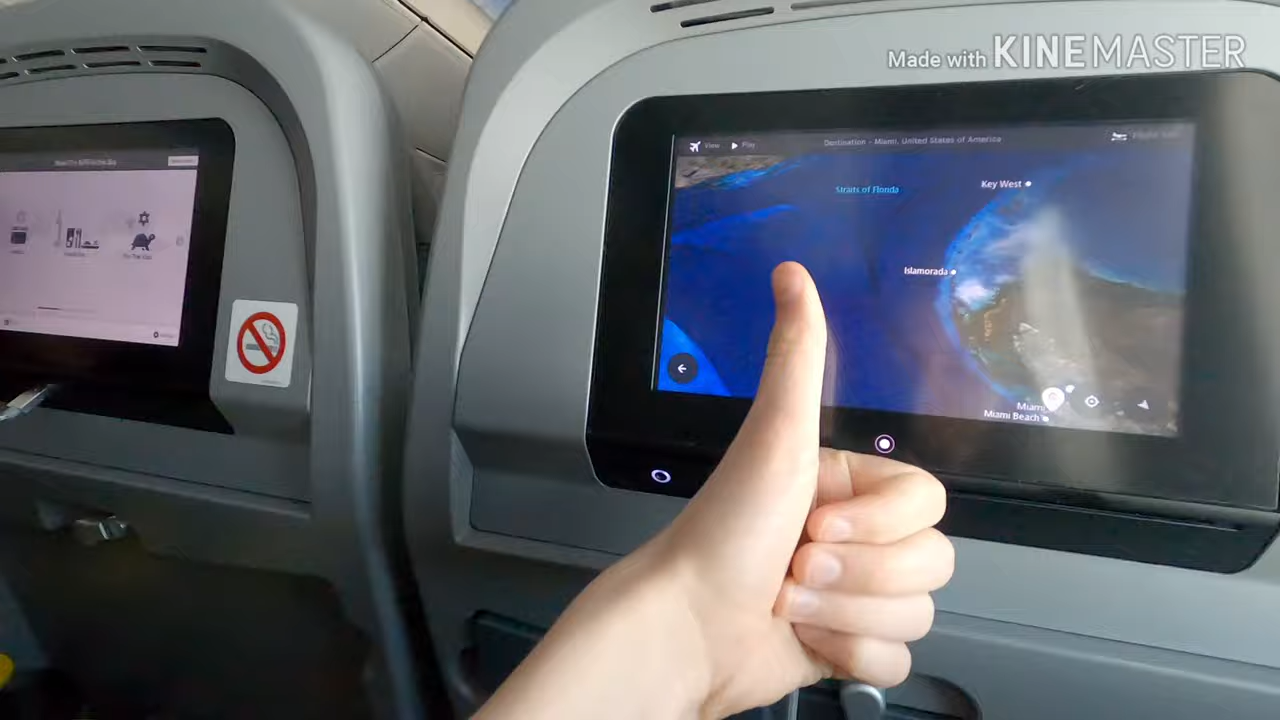 Made with KINEMASTER
View
Play
Destination - Miami, United States of America
Straits of Florida
Key West
Islamorada
Miami
Miami Beach